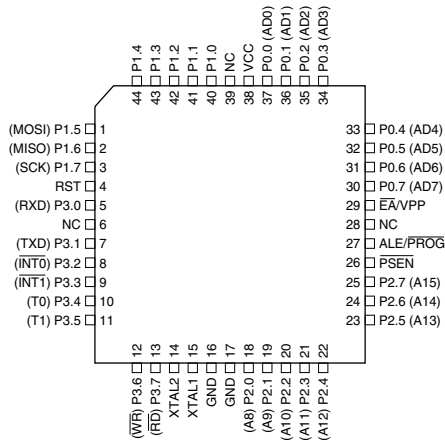 44 P1.4
43 P1.3
42 P1.2
41 P1.1
40 P1.0
39 NC
38 VCC
37 P0.0 (AD0)
36 P0.1 (AD1)
35 P0.2 (AD2)
34 P0.3 (AD3)
(MOSI) P1.5 1
(MISO) P1.6 2
(SCK) P1.7 3
RST 4
(RXD) P3.0 5
NC 6
(TXD) P3.1 7
(INT0) P3.2 8
(INT1) P3.3 9
(T0) P3.4 10
(T1) P3.5 11
33 P0.4 (AD4)
32 P0.5 (AD5)
31 P0.6 (AD6)
30 P0.7 (AD7)
29 EA/VPP
28 NC
27 ALE/PROG
26 PSEN
25 P2.7 (A15)
24 P2.6 (A14)
23 P2.5 (A13)
(WR) P3.6 12
(RD) P3.7 13
XTAL2 14
XTAL1 15
GND 16
GND 17
(A8) P2.0 18
(A9) P2.1 19
(A10) P2.2 20
(A11) P2.3 21
(A12) P2.4 22